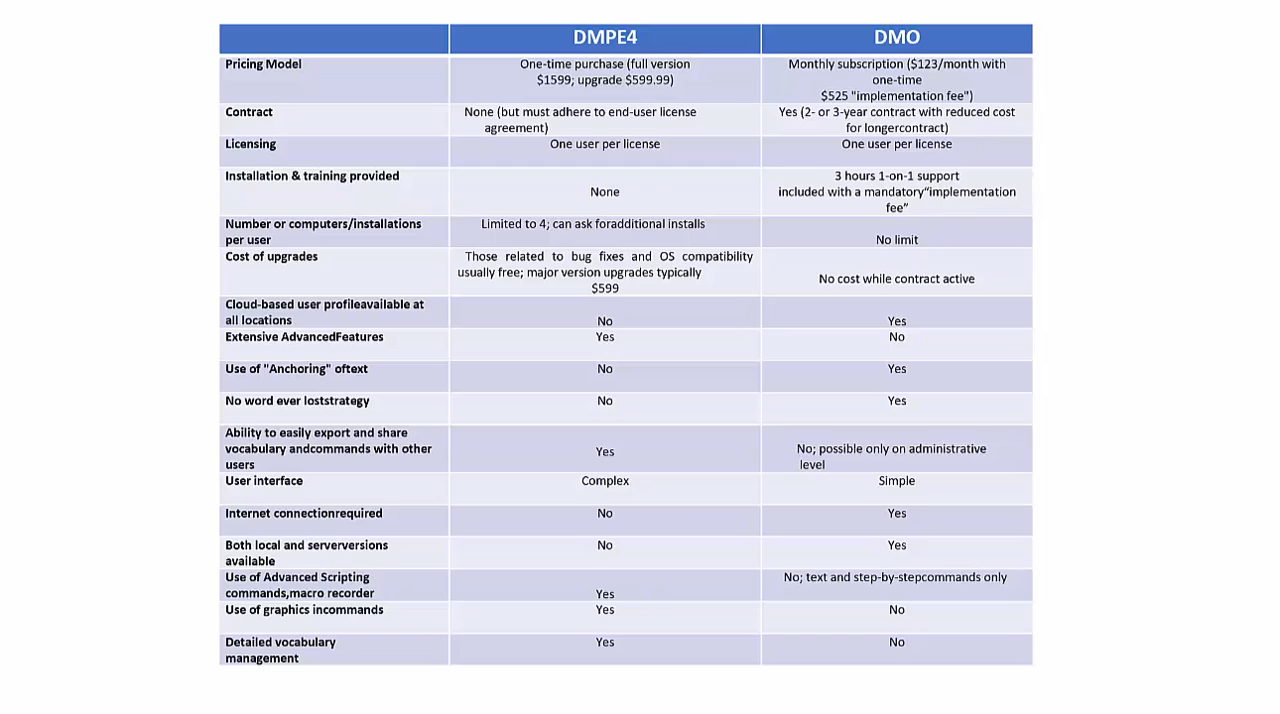 DMPE4 DMO
Pricing Model One-time purchase (full version Monthly subscription ($123/month with
$1599; upgrade $599.99) one-time
$525 "implementation fee")
Contract None (but must adhere to end-user license Yes (2- or 3-year contract with reduced cost
agreement) for longercontract)
Licensing One user per license One user per license
Installation & training provided 3 hours 1-on-1 support
None included with a mandatory“implementation
fee”
Number or computers/installations Limited to 4; can ask foradditional installs
per user No limit
Cost of upgrades Those related to bug fixes and OS compatibility
usually free; major version upgrades typically No cost while contract active
$599
Cloud-based user profileavailable at
all locations No Yes
Extensive AdvancedFeatures Yes No
Use of "Anchoring" oftext No Yes
No word ever loststrategy No Yes
Ability to easily export and share
vocabulary andcommands with other Yes No; possible only on administrative
users level
User interface Complex Simple
Internet connectionrequired No Yes
Both local and serverversions No Yes
available
Use of Advanced Scripting No; text and step-by-stepcommands only
commands,macro recorder Yes
Use of graphics incommands Yes No
Detailed vocabulary Yes No
management